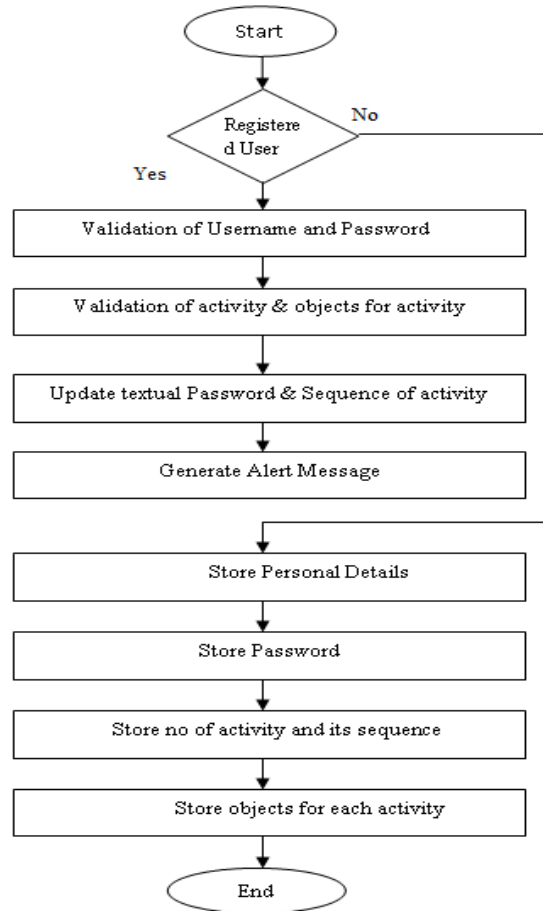 Start
No
Registere
d User
Yes
Validation of Username and Password
Validation of activity & objects for activity
Update textual Password & Sequence of activity
Generate Alert Message
Store Personal Details
Store Password
Store no of activity and its sequence
Store objects for each activity
End